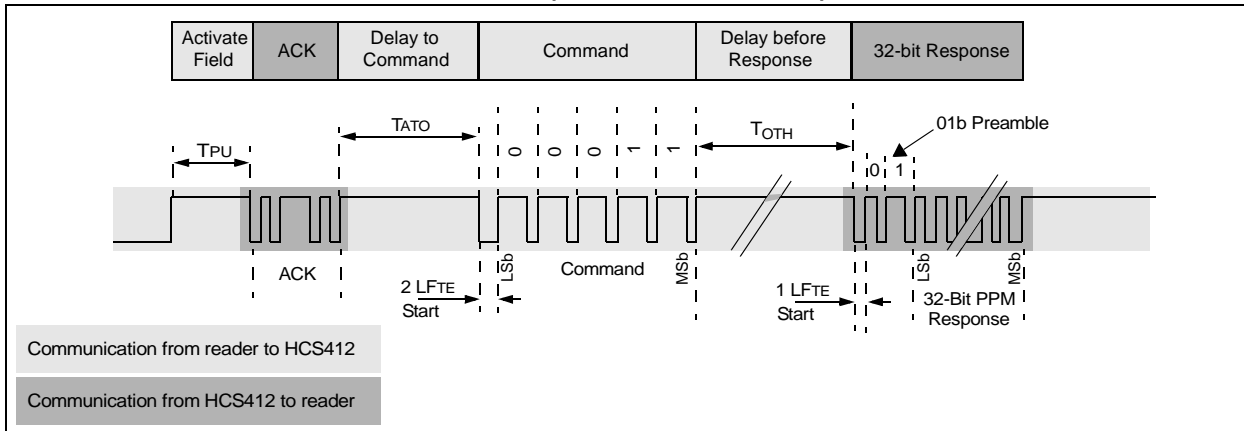 Activate Field
ACK
Delay to Command
Command
Delay before Response
32-bit Response
TPU
TATO
0 0 0 1 1
TOTH
01b Preamble
0 1
ACK
2 LFTE
Start
LSb
Command
MSb
1 LFTE
Start
LSb
32-Bit PPM
Response
MSb
Communication from reader to HCS412
Communication from HCS412 to reader